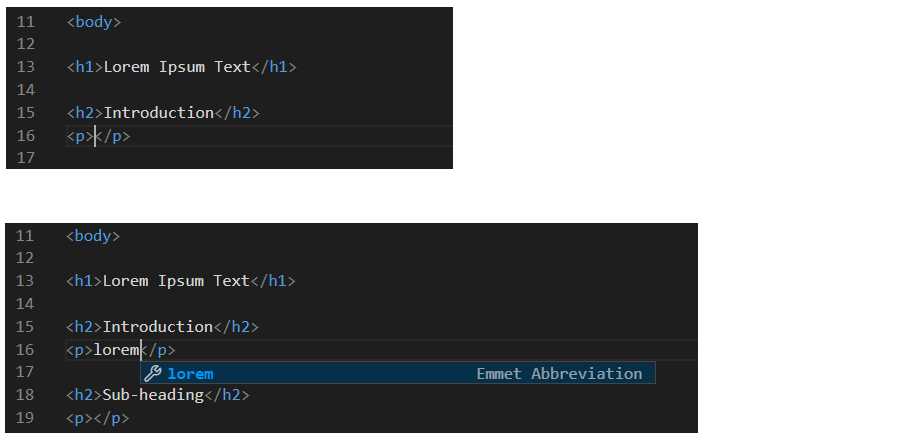 11 <body>
12
13 <h1>Lorem Ipsum Text</h1>
14
15 <h2>Introduction</h2>
16 <p></p>
17
11 <body>
12
13 <h1>Lorem Ipsum Text</h1>
14
15 <h2>Introduction</h2>
16 <p>lorem</p>
17 lorem Emmet Abbreviation
18 <h2>Sub-heading</h2>
19 <p></p>